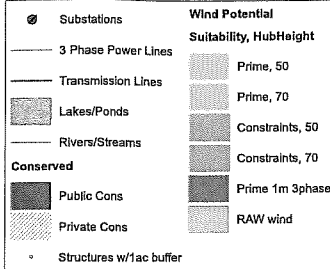 Substations
3 Phase Power Lines
Transmission Lines
Lakes/Ponds
Rivers/Streams
Conserved
Public Cons
Private Cons
Structures w/1ac buffer
Wind Potential
Suitability, HubHeight
Prime, 50
Prime, 70
Constraints, 50
Constraints, 70
Prime 1m 3phase
RAW wind